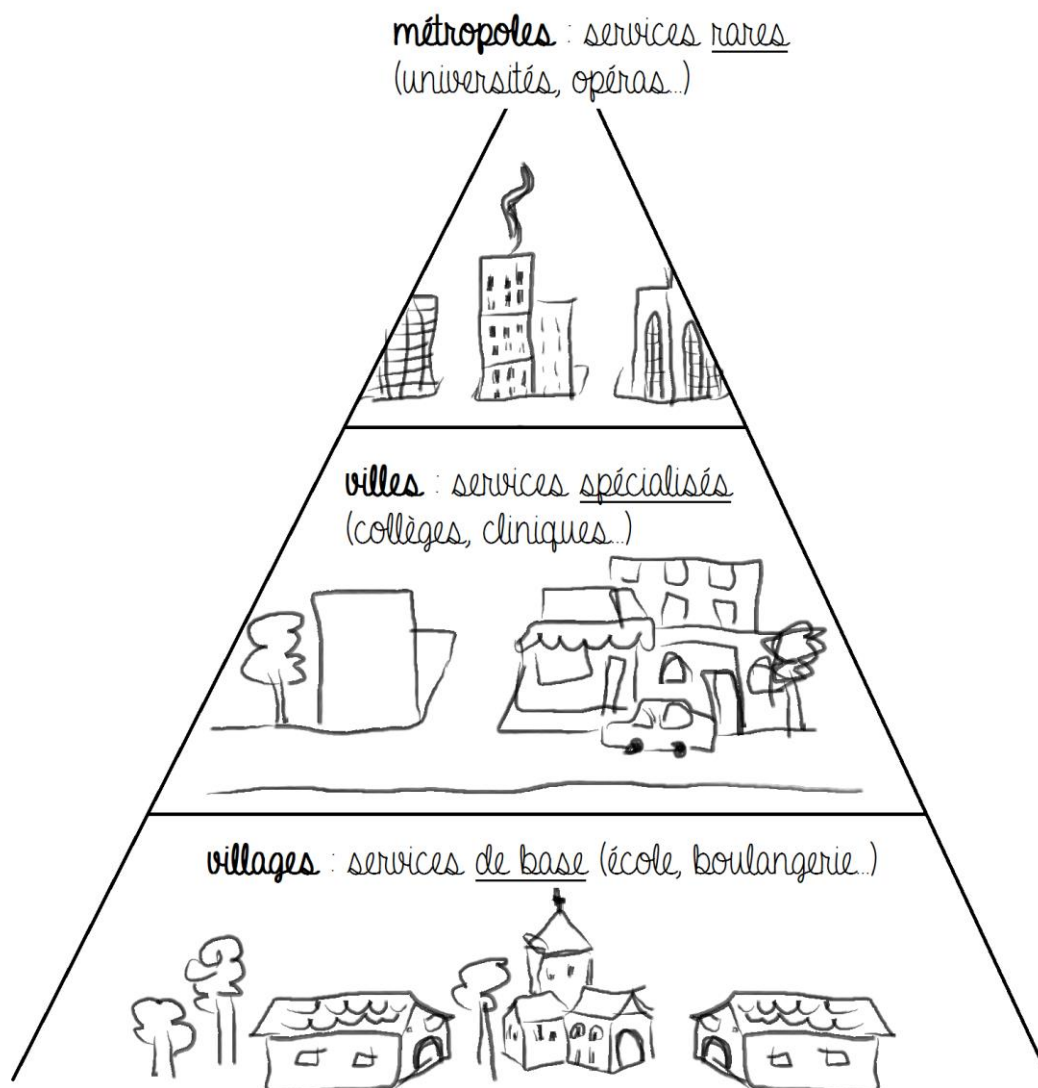 métropoles : services rares
(universités, opéras...)
villes : services spécialisés
(collèges, cliniques...)
villages : services de base (école, boulangerie...)